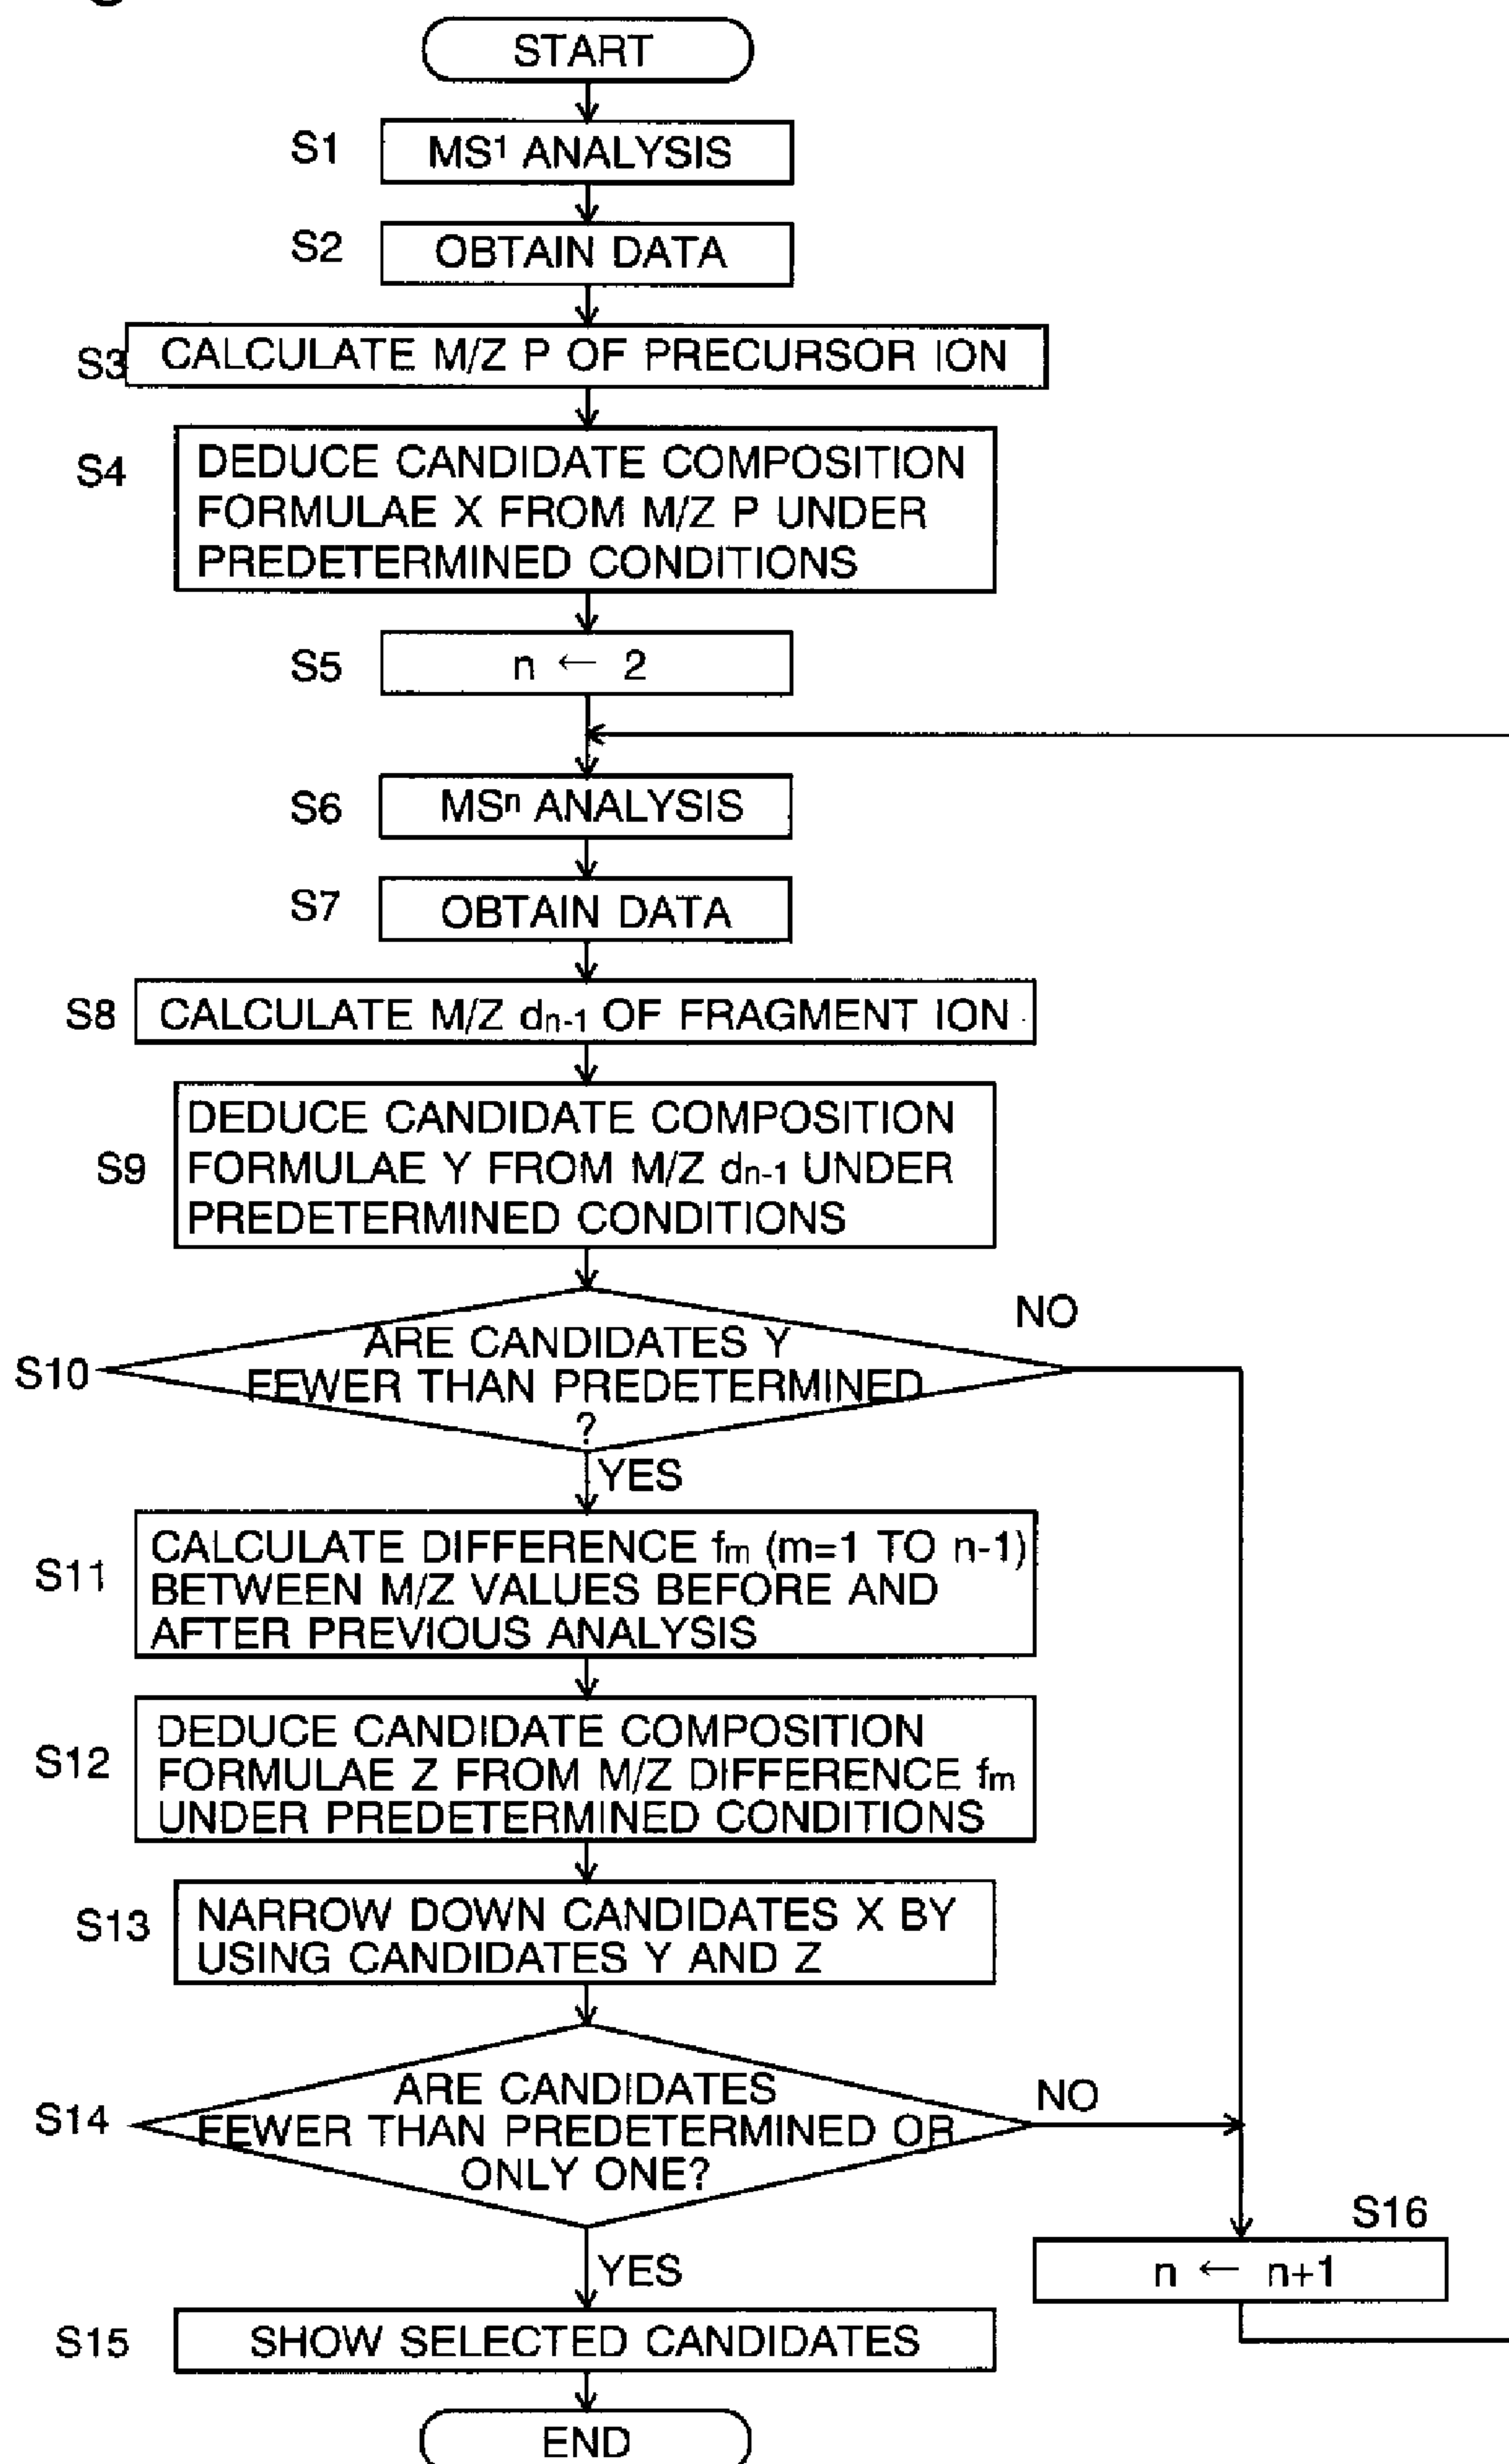 START
S1
MS¹ ANALYSIS
S2
OBTAIN DATA
S3
CALCULATE M/Z P OF PRECURSOR ION
S4
DEDUCE CANDIDATE COMPOSITION
FORMULAE X FROM M/Z P UNDER
PREDETERMINED CONDITIONS
S5
n ← 2
S6
MSⁿ ANALYSIS
S7
OBTAIN DATA
S8
CALCULATE M/Z dn-1 OF FRAGMENT ION
S9
DEDUCE CANDIDATE COMPOSITION
FORMULAE Y FROM M/Z dn-1 UNDER
PREDETERMINED CONDITIONS
S10
ARE CANDIDATES Y
FEWER THAN PREDETERMINED
?
NO
YES
S11
CALCULATE DIFFERENCE fm (m=1 TO n-1)
BETWEEN M/Z VALUES BEFORE AND
AFTER PREVIOUS ANALYSIS
S12
DEDUCE CANDIDATE COMPOSITION
FORMULAE Z FROM M/Z DIFFERENCE fm
UNDER PREDETERMINED CONDITIONS
S13
NARROW DOWN CANDIDATES X BY
USING CANDIDATES Y AND Z
S14
ARE CANDIDATES
FEWER THAN PREDETERMINED OR
ONLY ONE?
NO
YES
S16
n ← n+1
S15
SHOW SELECTED CANDIDATES
END